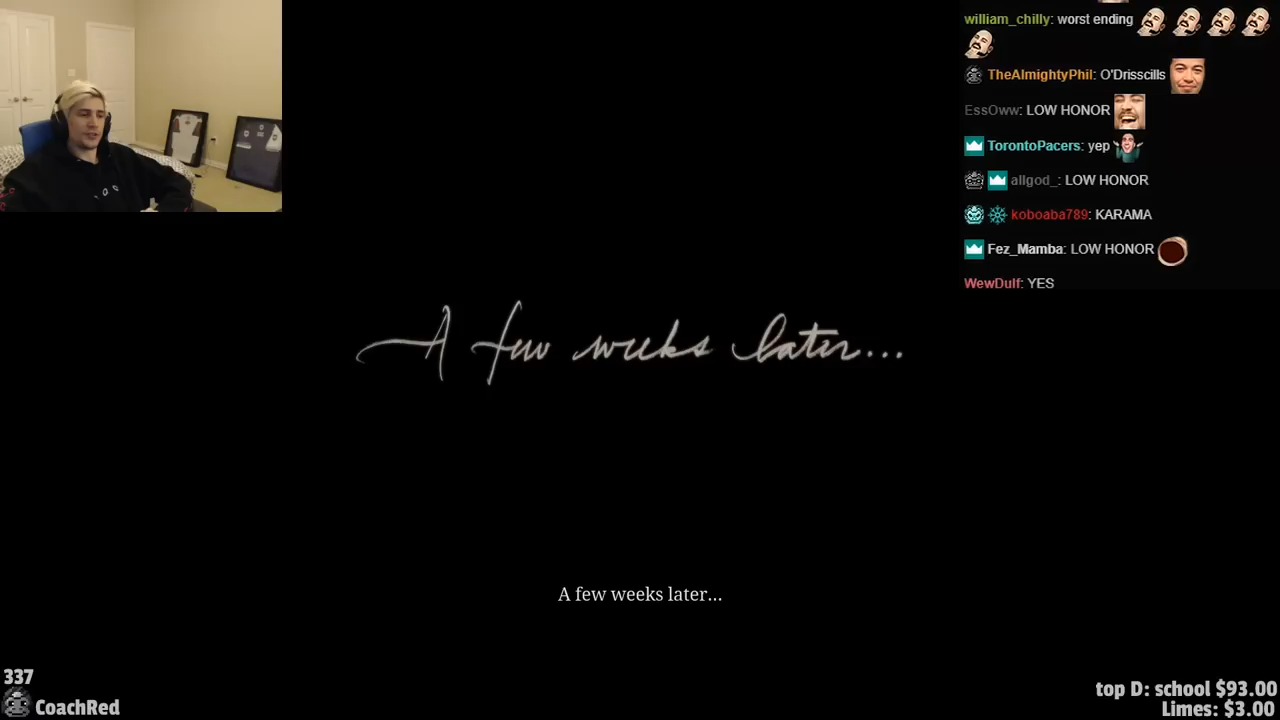 william_chilly: worst ending
TheAlmightyPhil: O'Drisscills
EssOww: LOW HONOR
TorontoPacers: yep
allgod_: LOW HONOR
koboaba789: KARAMA
Fez_Mamba: LOW HONOR
WewDulf: YES
A few weeks later...
A few weeks later...
337
CoachRed
top D: school $93.00
Limes: $3.00